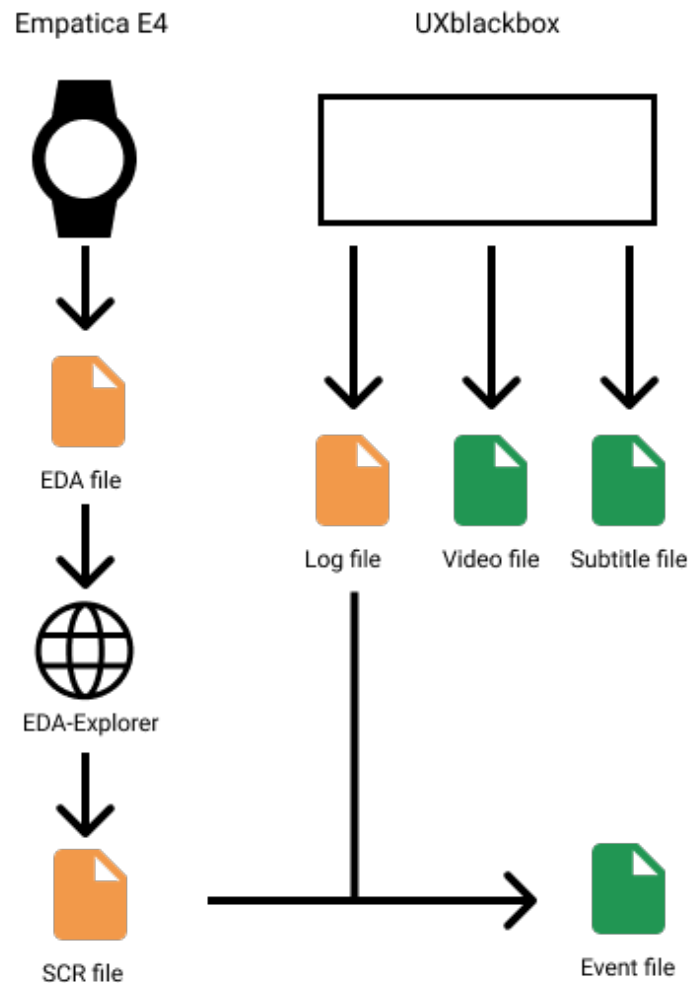 Empatica E4
UXblackbox
EDA file
Log file
Video file
Subtitle file
EDA-Explorer
SCR file
Event file